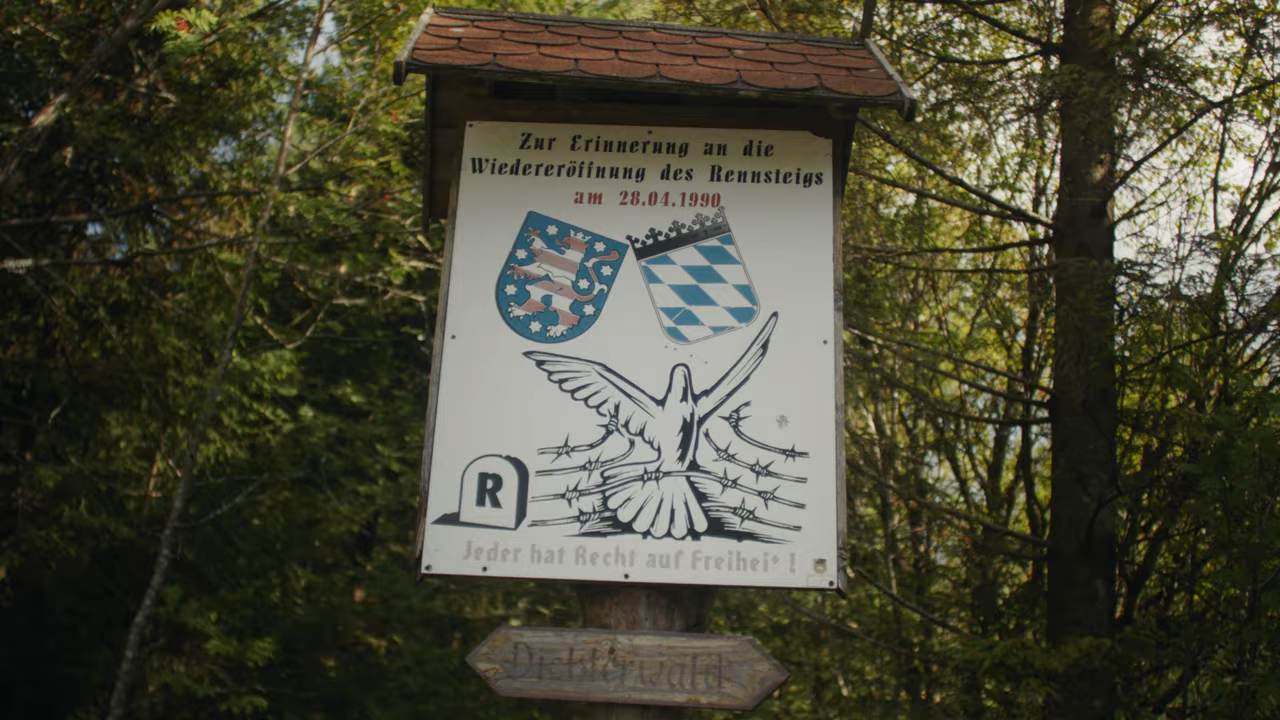 Zur Erinnerung an die
Wiedereröffnung des Rennsteigs
am 28.04.1990
R
Jeder hat Recht auf Freiheit !
Dichterwald